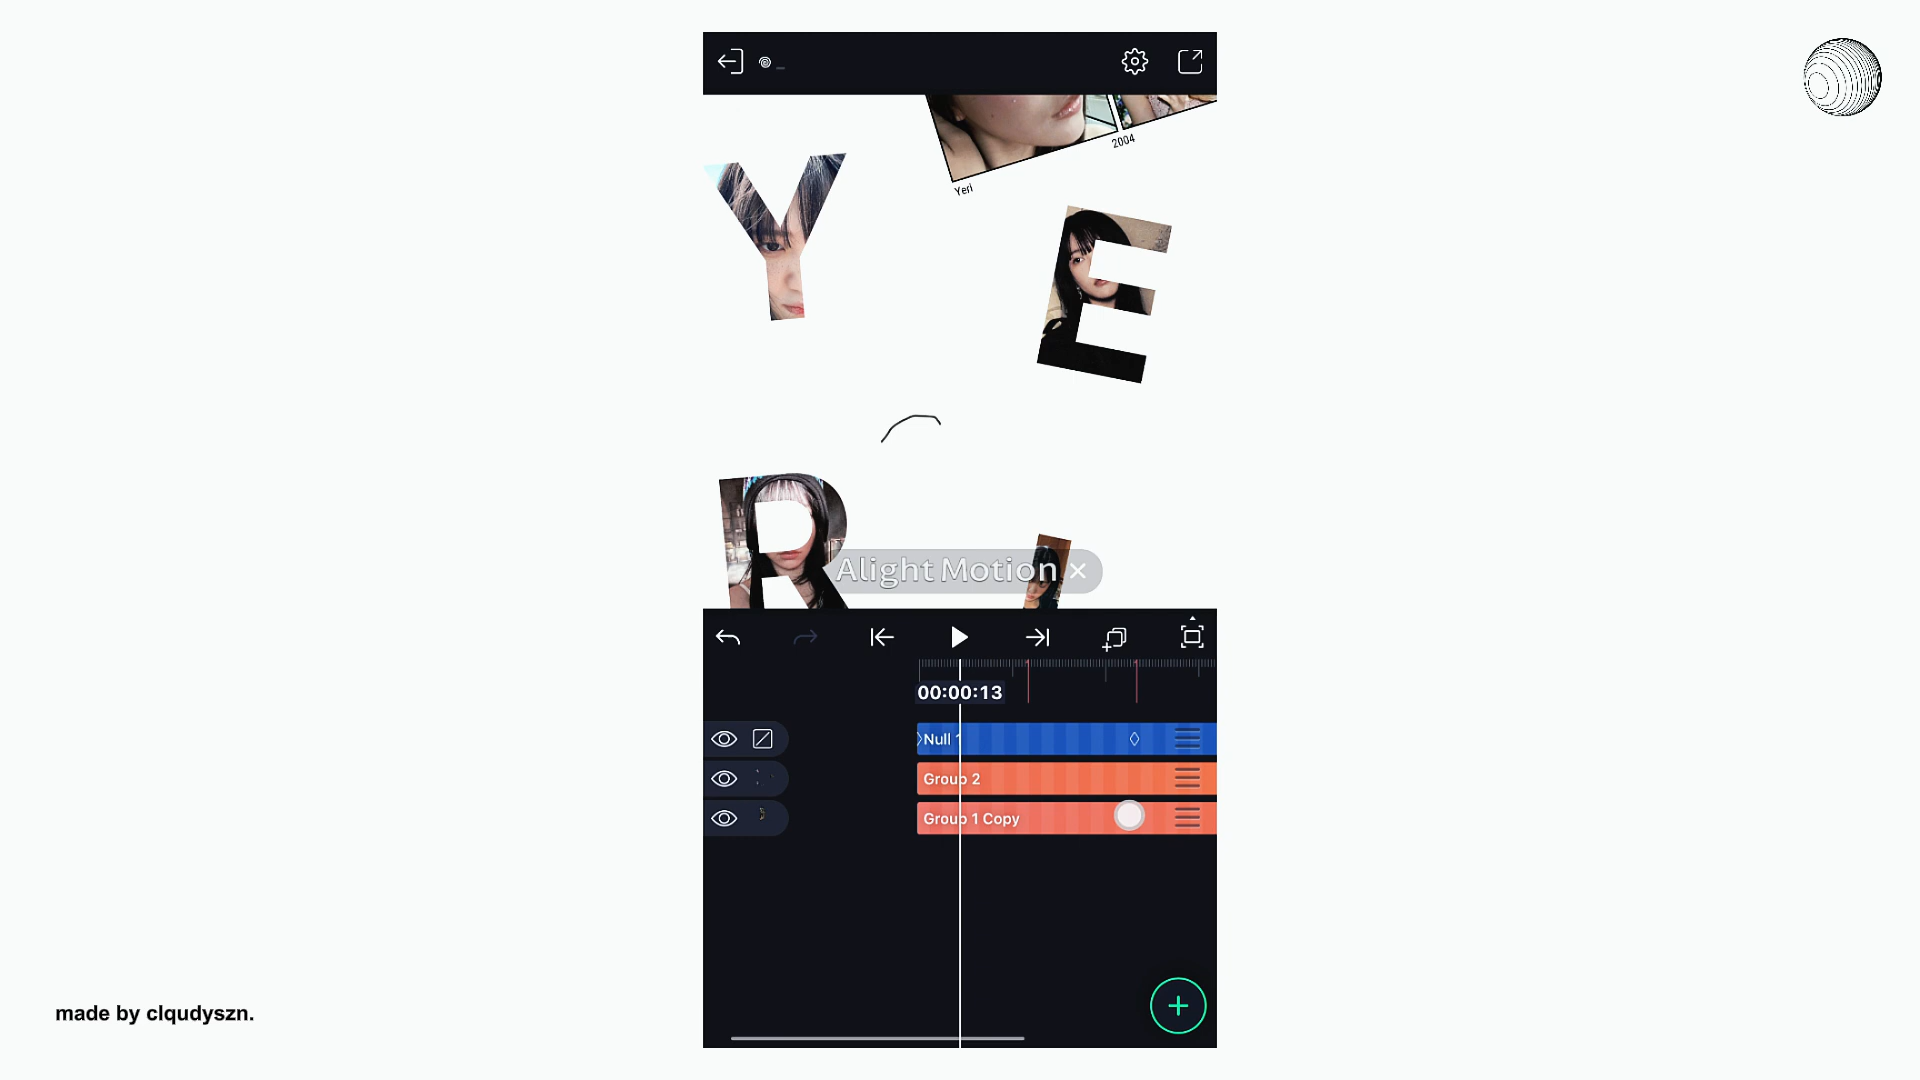 2004
Yeri
Y
E
R
I
Alight Motion
00:00:13
Null 1
Group 2
Group 1 Copy
made by clqudyszn.